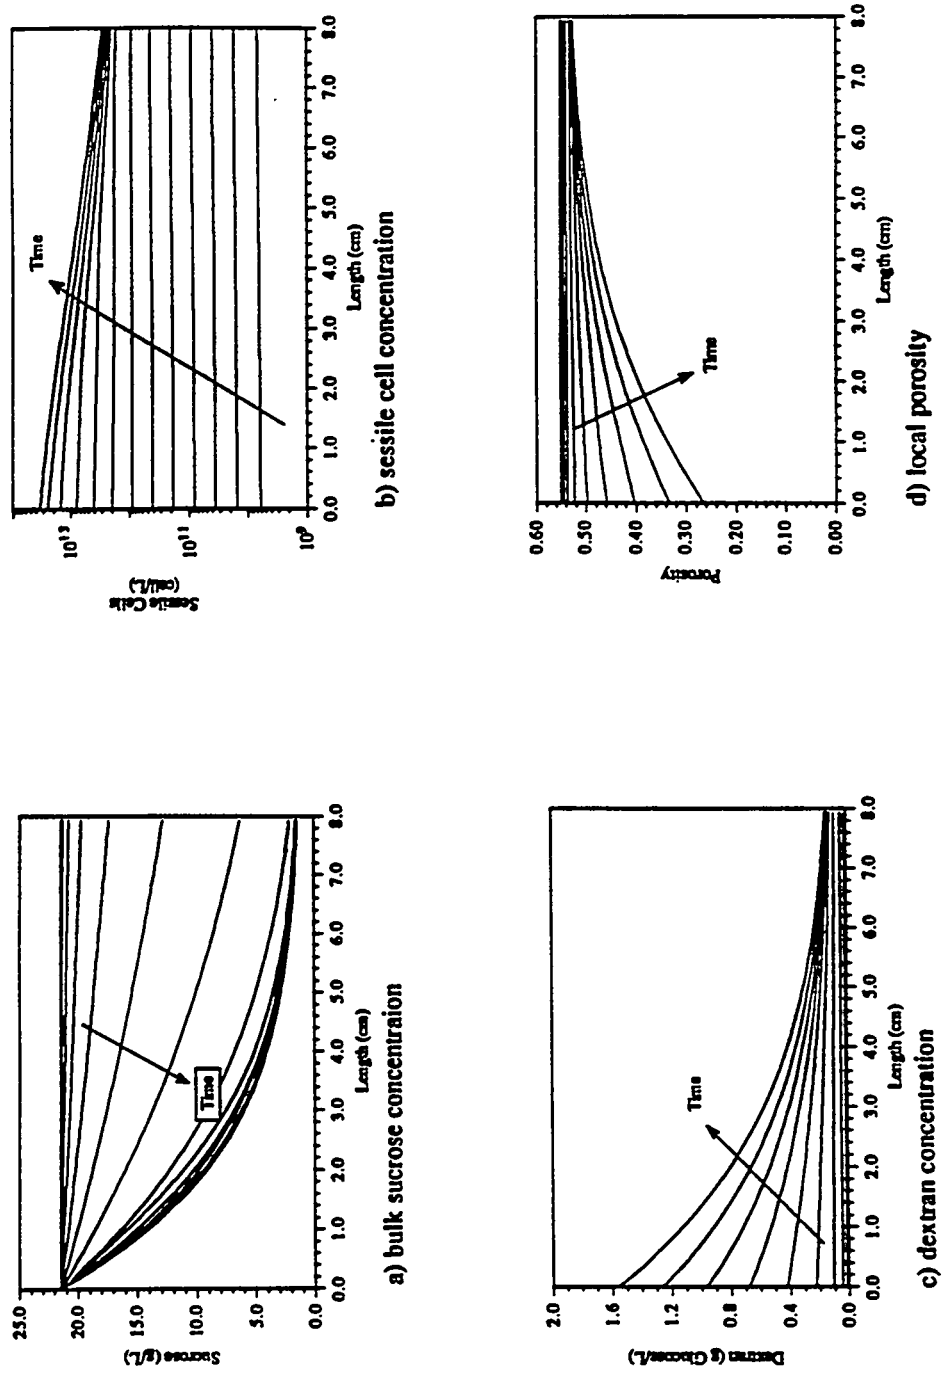 25.0
20.0
15.0
10.0
5.0
0.0
Sucrose (g/L)
Time
0.0 1.0 2.0 3.0 4.0 5.0 6.0 7.0 8.0
Length (cm)
a) bulk sucrose concentraion
10¹³
10¹¹
10⁹
Sessile Cells
(cell/L)
Time
0.0 1.0 2.0 3.0 4.0 5.0 6.0 7.0 8.0
Length (cm)
b) sessile cell concentration
2.0
1.6
1.2
0.8
0.4
0.0
Dextran (g Glucose/L)
Time
0.0 1.0 2.0 3.0 4.0 5.0 6.0 7.0 8.0
Length (cm)
c) dextran concentration
0.60
0.50
0.40
0.30
0.20
0.10
0.00
Porosity
Time
0.0 1.0 2.0 3.0 4.0 5.0 6.0 7.0 8.0
Length (cm)
d) local porosity